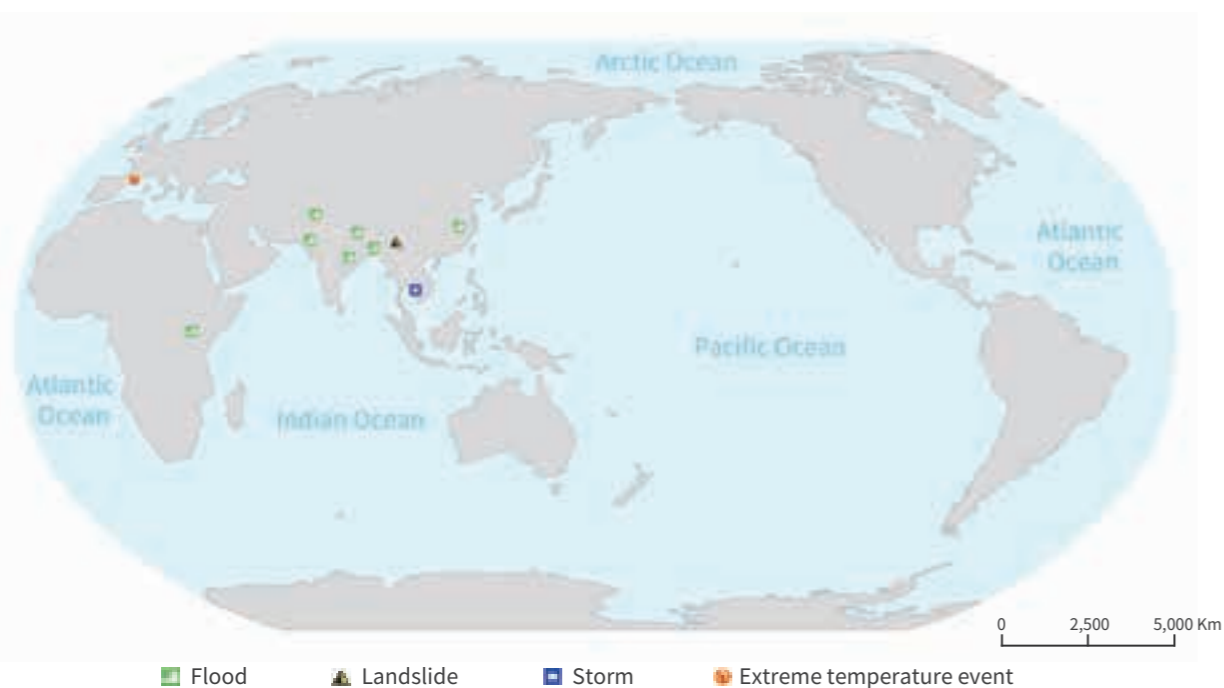 Arctic Ocean
Atlantic
Ocean
Pacific Ocean
Atlantic
Ocean
Indian Ocean
0 2,500 5,000 Km
Flood Landslide Storm Extreme temperature event